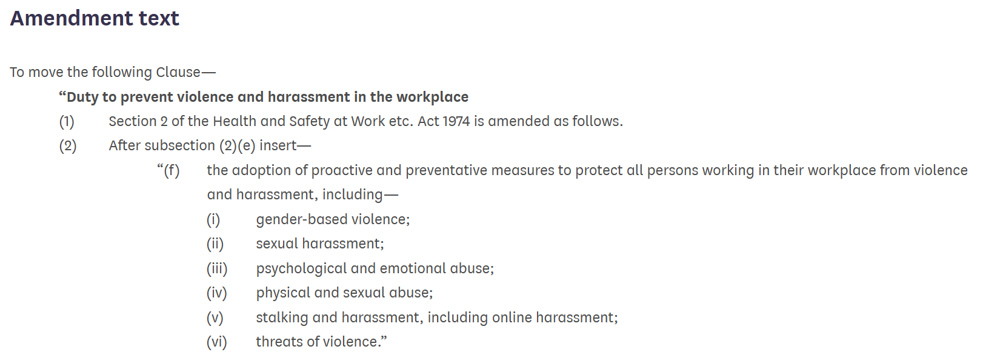 Amendment text
To move the following Clause—
“Duty to prevent violence and harassment in the workplace
(1) Section 2 of the Health and Safety at Work etc. Act 1974 is amended as follows.
(2) After subsection (2)(e) insert—
“(f) the adoption of proactive and preventative measures to protect all persons working in their workplace from violence
and harassment, including—
(i) gender-based violence;
(ii) sexual harassment;
(iii) psychological and emotional abuse;
(iv) physical and sexual abuse;
(v) stalking and harassment, including online harassment;
(vi) threats of violence.”